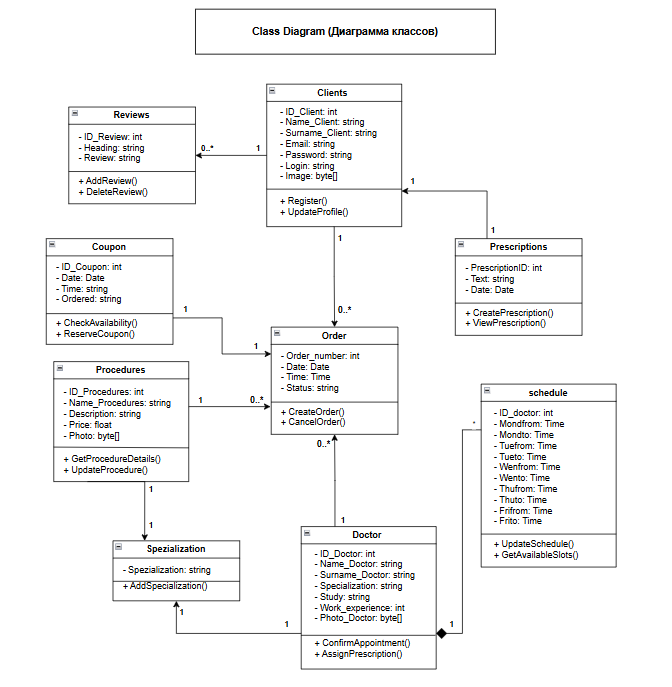 Class Diagram (Диаграмма классов)
Clients
- ID_Client: int
- Name_Client: string
- Surname_Client: string
- Email: string
- Password: string
- Login: string
- Image: byte[]
+ Register()
+ UpdateProfile()
Reviews
- ID_Review: int
- Heading: string
- Review: string
+ AddReview()
+ DeleteReview()
0..*
1
1
1
1
0..*
Coupon
- ID_Coupon: int
- Date: Date
- Time: string
- Ordered: string
+ CheckAvailability()
+ ReserveCoupon()
1
1
Prescriptions
- PrescriptionID: int
- Text: string
- Date: Date
+ CreatePrescription()
+ ViewPrescription()
Order
- Order_number: int
- Date: Date
- Time: Time
- Status: string
+ CreateOrder()
+ CancelOrder()
Procedures
- ID_Procedures: int
- Name_Procedures: string
- Description: string
- Price: float
- Photo: byte[]
+ GetProcedureDetails()
+ UpdateProcedure()
1
0..*
0..*
1
1
1
schedule
- ID_doctor: int
- Mondfrom: Time
- Mondto: Time
- Tuefrom: Time
- Tueto: Time
- Wenfrom: Time
- Wento: Time
- Thufrom: Time
- Thuto: Time
- Frifrom: Time
- Frito: Time
+ UpdateSchedule()
+ GetAvailableSlots()
*
Spezialization
- Spezialization: string
+ AddSpecialization()
1
1
Doctor
- ID_Doctor: int
- Name_Doctor: string
- Surname_Doctor: string
- Specialization: string
- Study: string
- Work_experience: int
- Photo_Doctor: byte[]
+ ConfirmAppointment()
+ AssignPrescription()
1